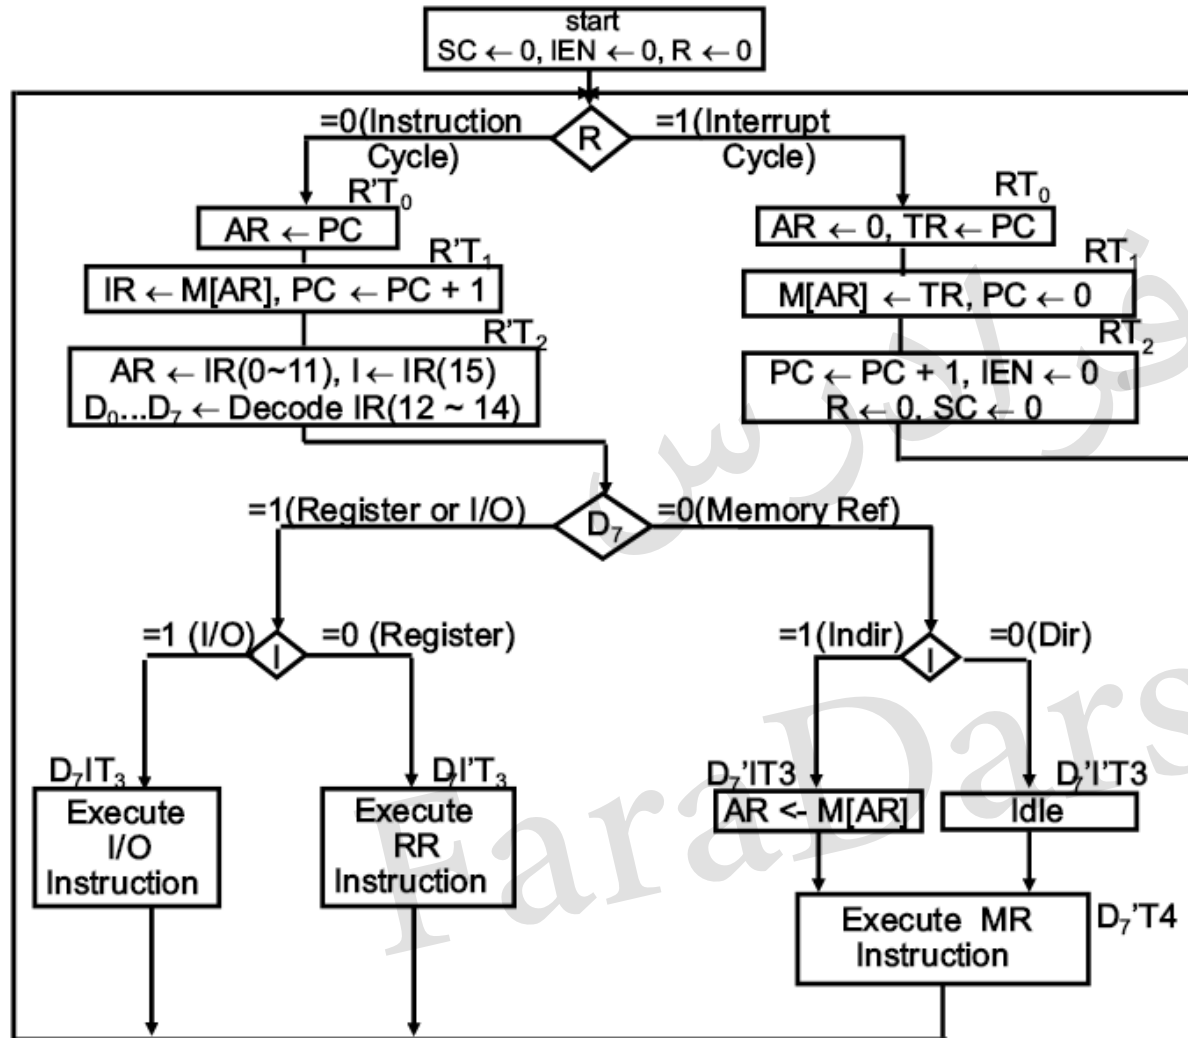 start
SC ← 0, IEN ← 0, R ← 0
R
=0(Instruction
Cycle)
=1(Interrupt
Cycle)
R'T₀
AR ← PC
R'T₁
IR ← M[AR], PC ← PC + 1
R'T₂
AR ← IR(0~11), I ← IR(15)
D₀...D₇ ← Decode IR(12 ~ 14)
RT₀
AR ← 0, TR ← PC
RT₁
M[AR] ← TR, PC ← 0
RT₂
PC ← PC + 1, IEN ← 0
R ← 0, SC ← 0
=1(Register or I/O)
D₇
=0(Memory Ref)
=1 (I/O)
I
=0 (Register)
=1(Indir)
I
=0(Dir)
D₇IT₃
Execute
I/O
Instruction
D₇I'T₃
Execute
RR
Instruction
D₇'IT3
AR <- M[AR]
D₇'I'T3
Idle
Execute MR
Instruction
D₇'T4
فرادرس
FaraDars